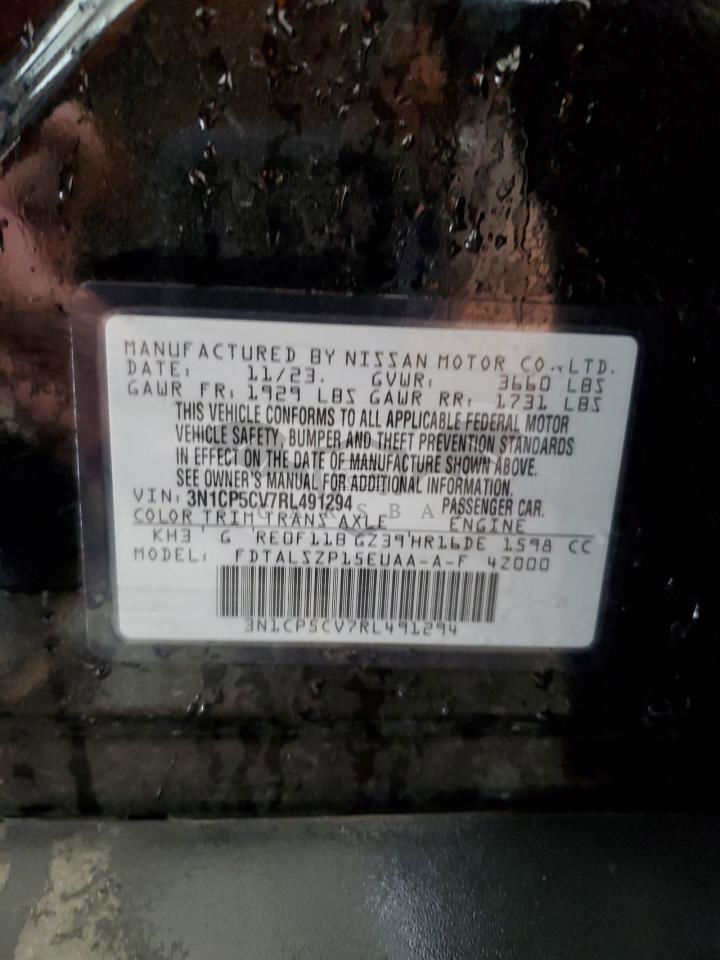 MANUFACTURED BY NISSAN MOTOR CO., LTD.
DATE: 11/23. GVWR: 3660 LBS
GAWR FR: 1929 LBS GAWR RR: 1731 LBS
THIS VEHICLE CONFORMS TO ALL APPLICABLE FEDERAL MOTOR
VEHICLE SAFETY, BUMPER AND THEFT PREVENTION STANDARDS
IN EFFECT ON THE DATE OF MANUFACTURE SHOWN ABOVE.
SEE OWNER'S MANUAL FOR ADDITIONAL INFORMATION.
VIN: 3N1CP5CV7RL491294 PASSENGER CAR.
COLOR TRIM TRANS AXLE ENGINE
KH3 G RE0F11B GZ39 HR16DE 1598 CC
MODEL: FDTALSZP15EUAA-A-F 4Z000
3N1CP5CV7RL491294